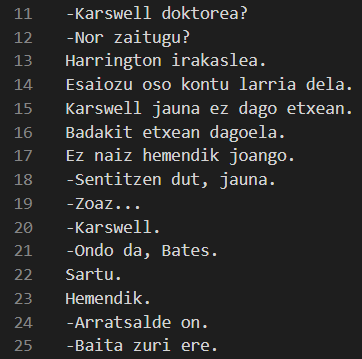 11 -Karswell doktorea?
12 -Nor zaitugu?
13 Harrington irakaslea.
14 Esaiozu oso kontu larria dela.
15 Karswell jauna ez dago etxean.
16 Badakit etxean dagoela.
17 Ez naiz hemendik joango.
18 -Sentitzen dut, jauna.
19 -Zoaz...
20 -Karswell.
21 -Ondo da, Bates.
22 Sartu.
23 Hemendik.
24 -Arratsalde on.
25 -Baita zuri ere.